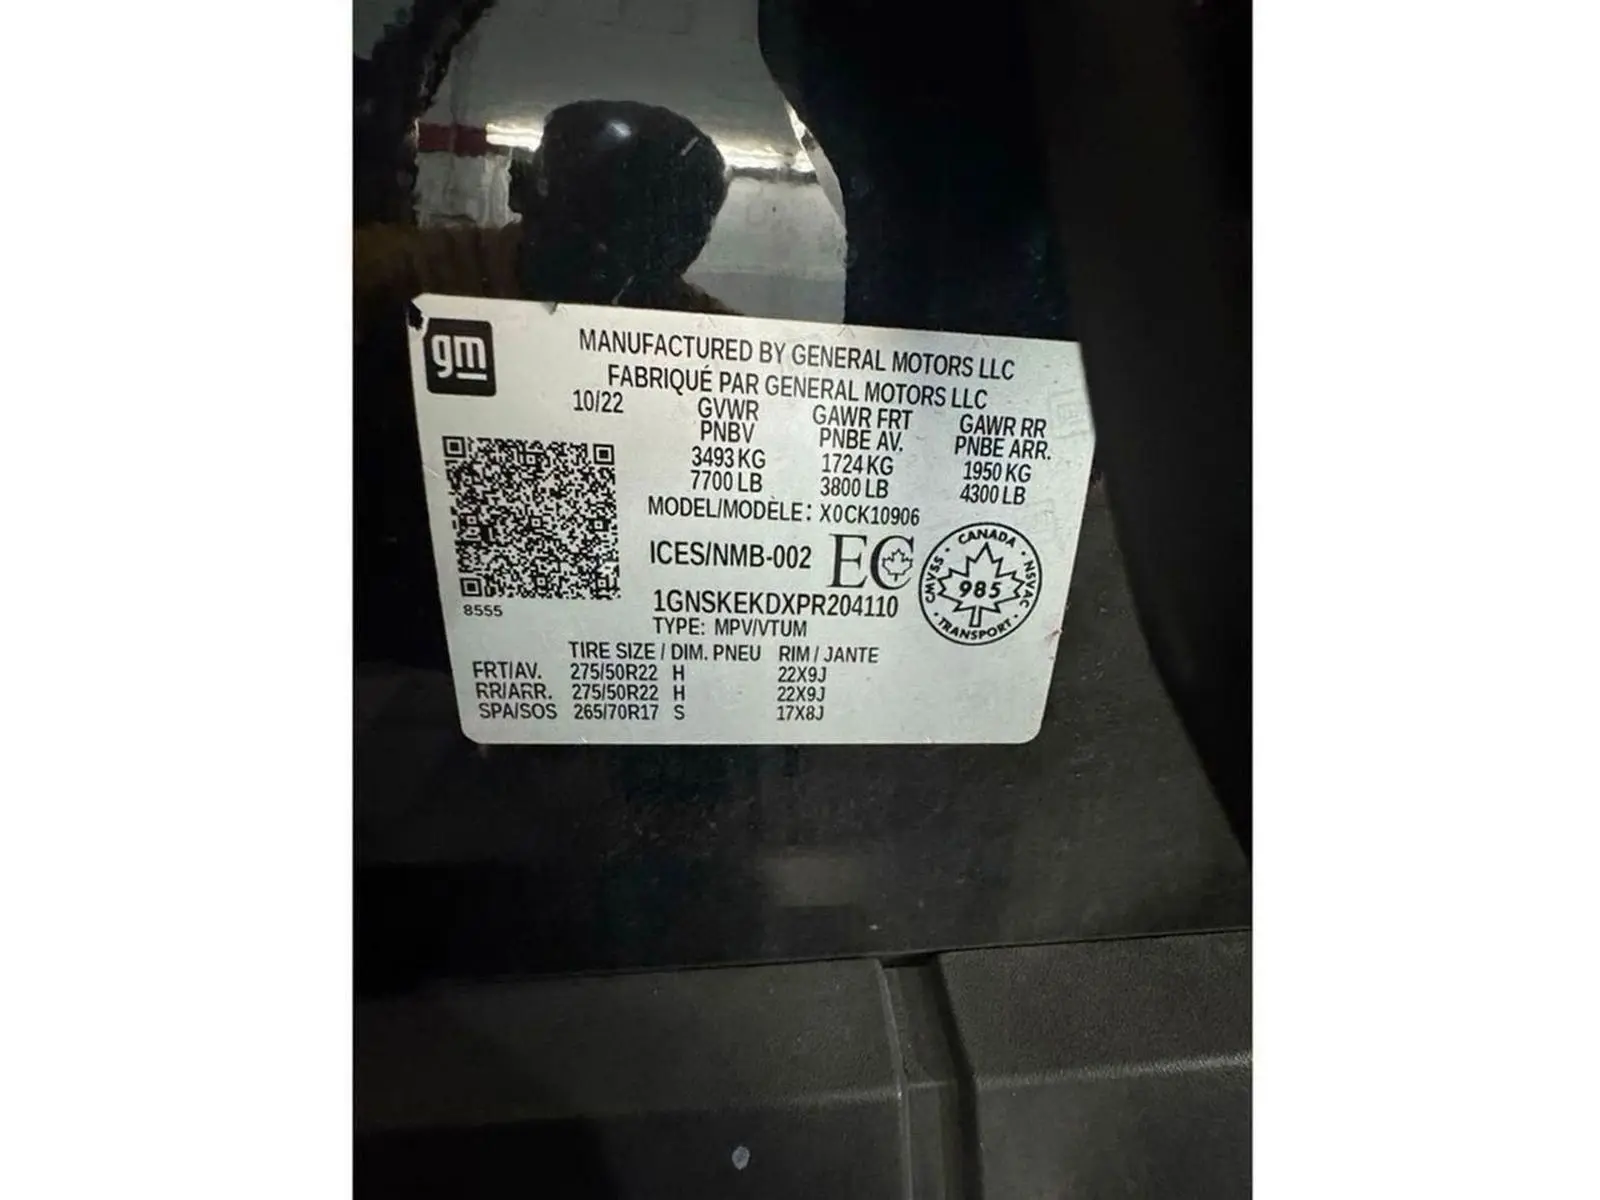 gm
MANUFACTURED BY GENERAL MOTORS LLC
FABRIQUÉ PAR GENERAL MOTORS LLC
10/22 GVWR GAWR FRT GAWR RR
PNBV PNBE AV. PNBE ARR.
3493 KG 1724 KG 1950 KG
7700 LB 3800 LB 4300 LB
MODEL/MODÈLE: X0CK10906
ICES/NMB-002 EC
CANADA
CMVSS 985 NSVAC
TRANSPORT
8555
1GNSKEKDXPR204110
TYPE: MPV/VTUM
TIRE SIZE / DIM. PNEU RIM / JANTE
FRT/AV. 275/50R22 H 22X9J
RR/ARR. 275/50R22 H 22X9J
SPA/SOS 265/70R17 S 17X8J